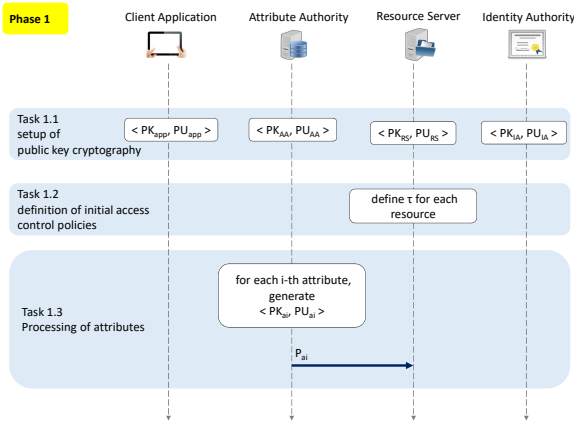 Phase 1
Client Application
Attribute Authority
Resource Server
Identity Authority
Task 1.1
setup of
public key cryptography
< PKapp, PUapp >
< PKAA, PUAA >
< PKRS, PURS >
< PKIA, PUIA >
Task 1.2
definition of initial access
control policies
define τ for each
resource
Task 1.3
Processing of attributes
for each i-th attribute,
generate
< PKai, PUai >
Pai